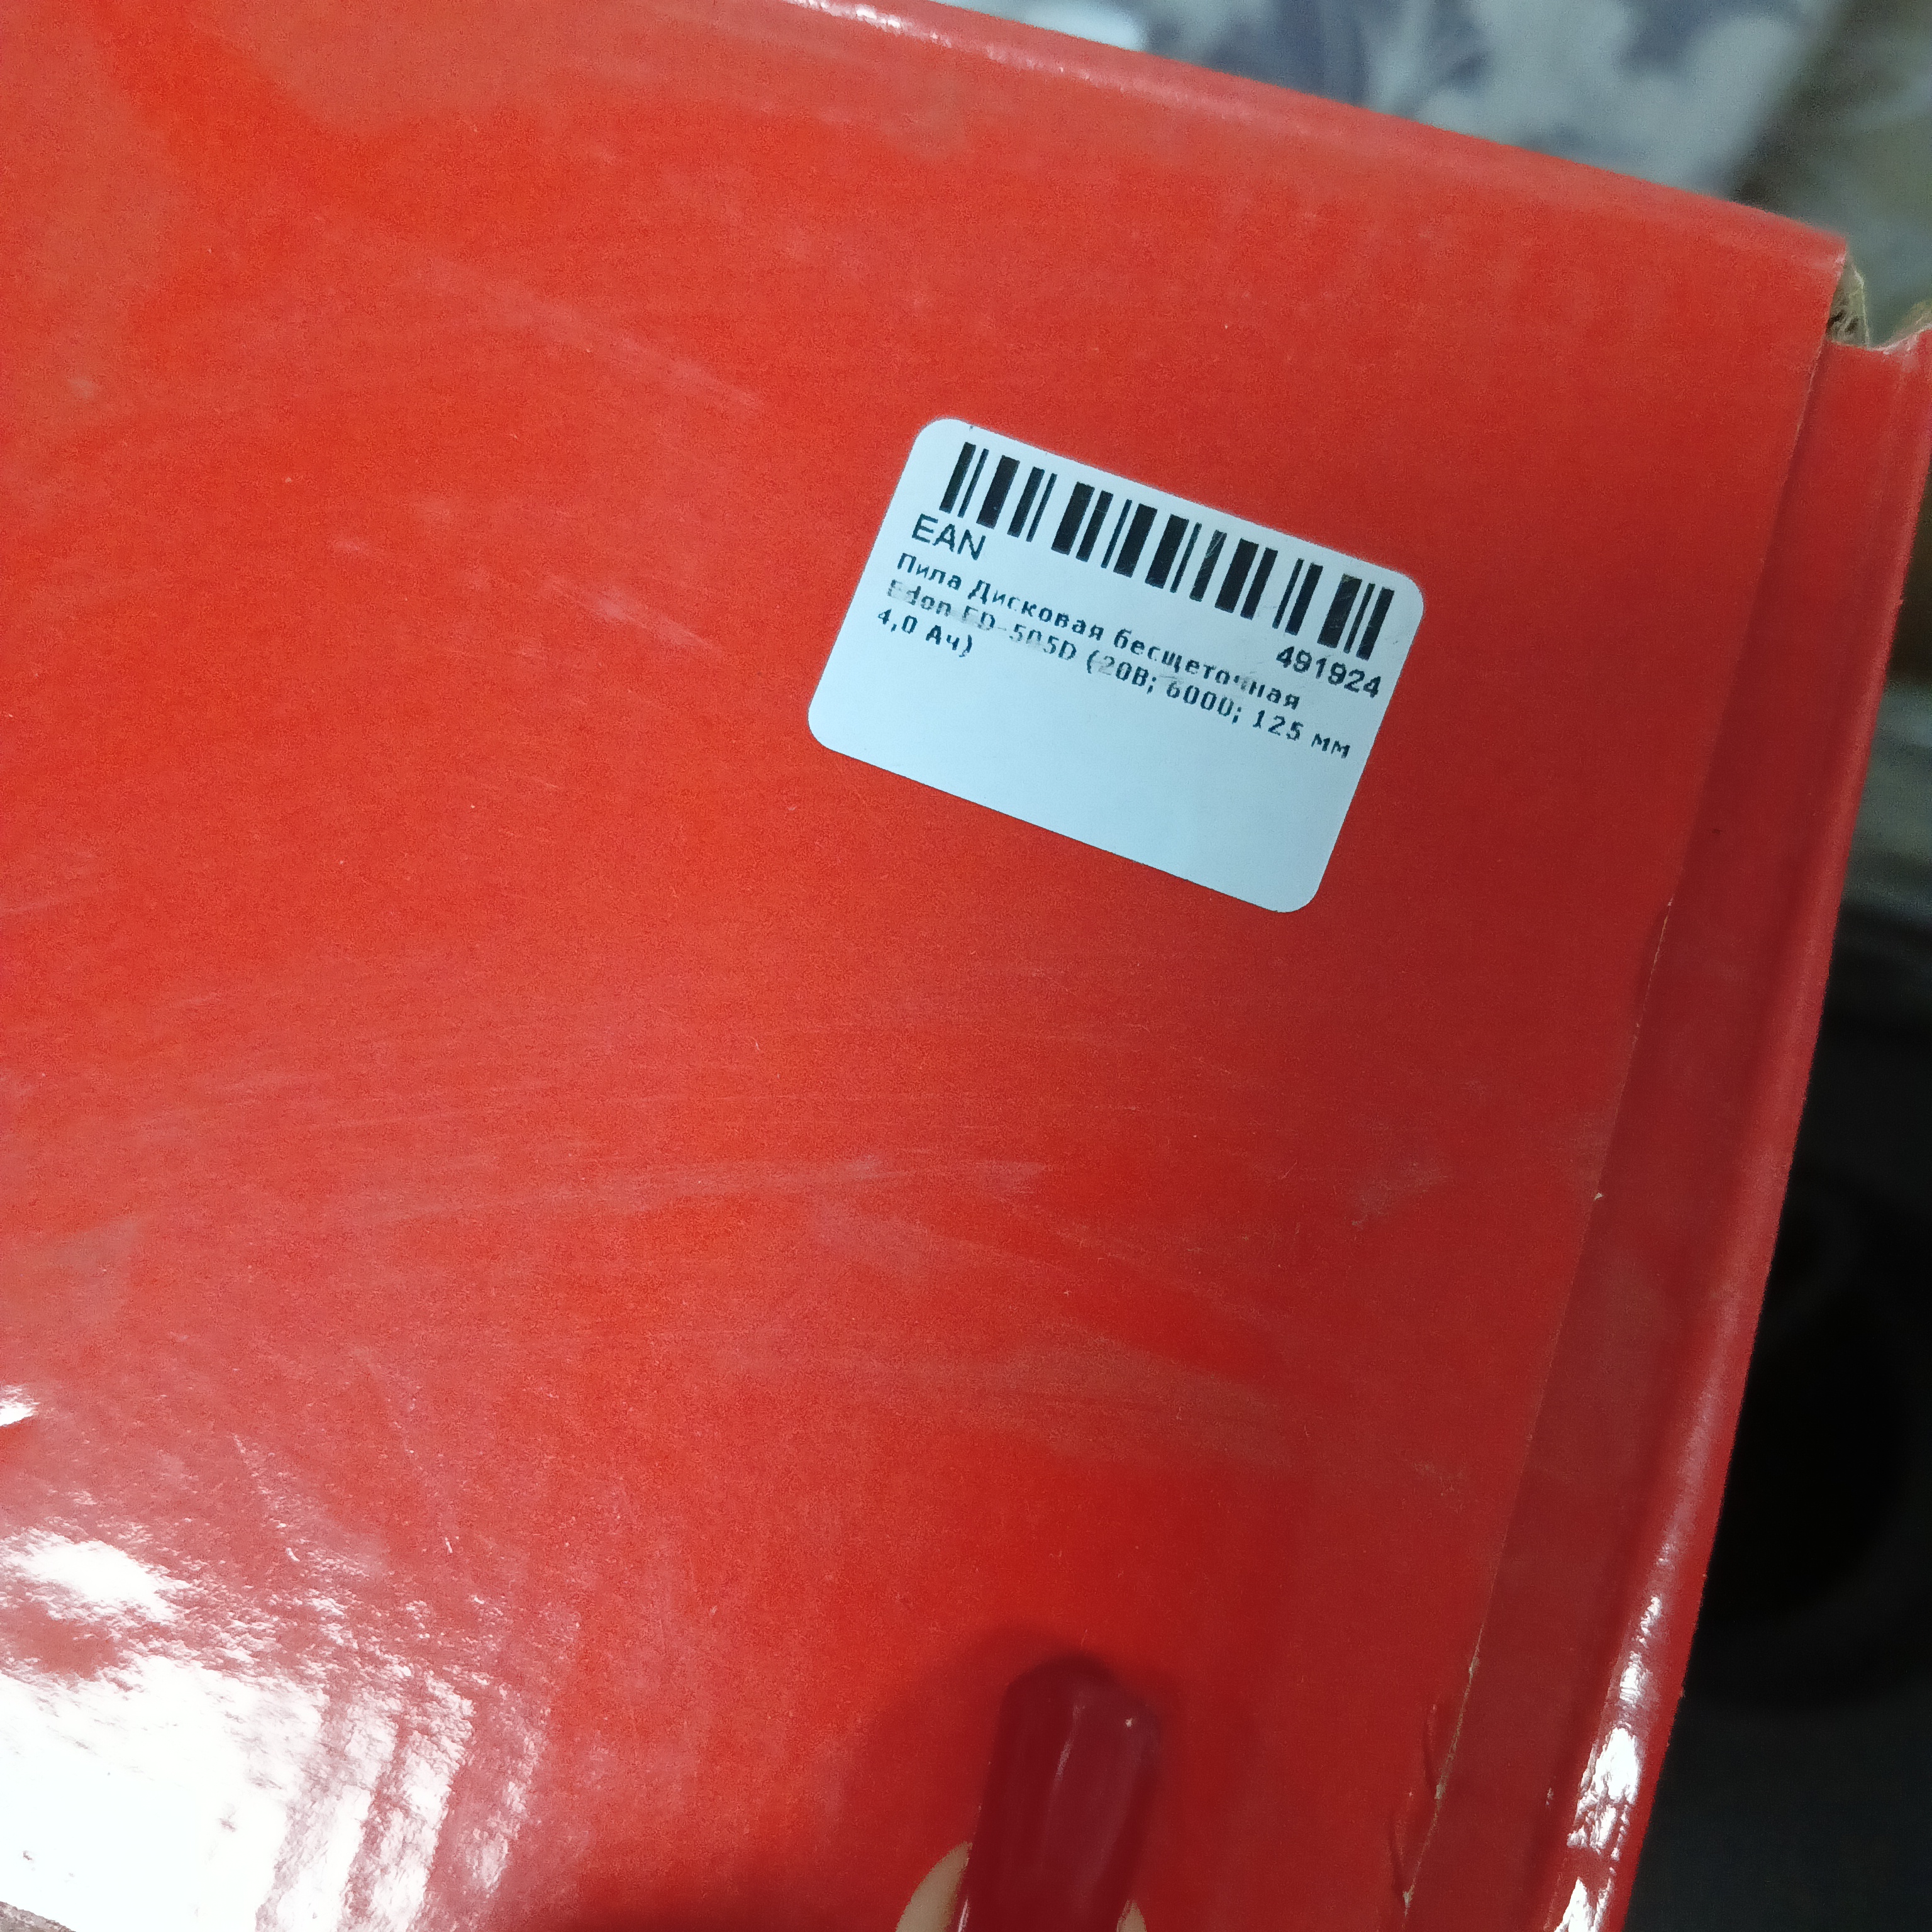 EAN
491924
Пила Дисковая бесщеточная
Edon ED-505D (20В; 6000; 125 мм
4,0 Ач)